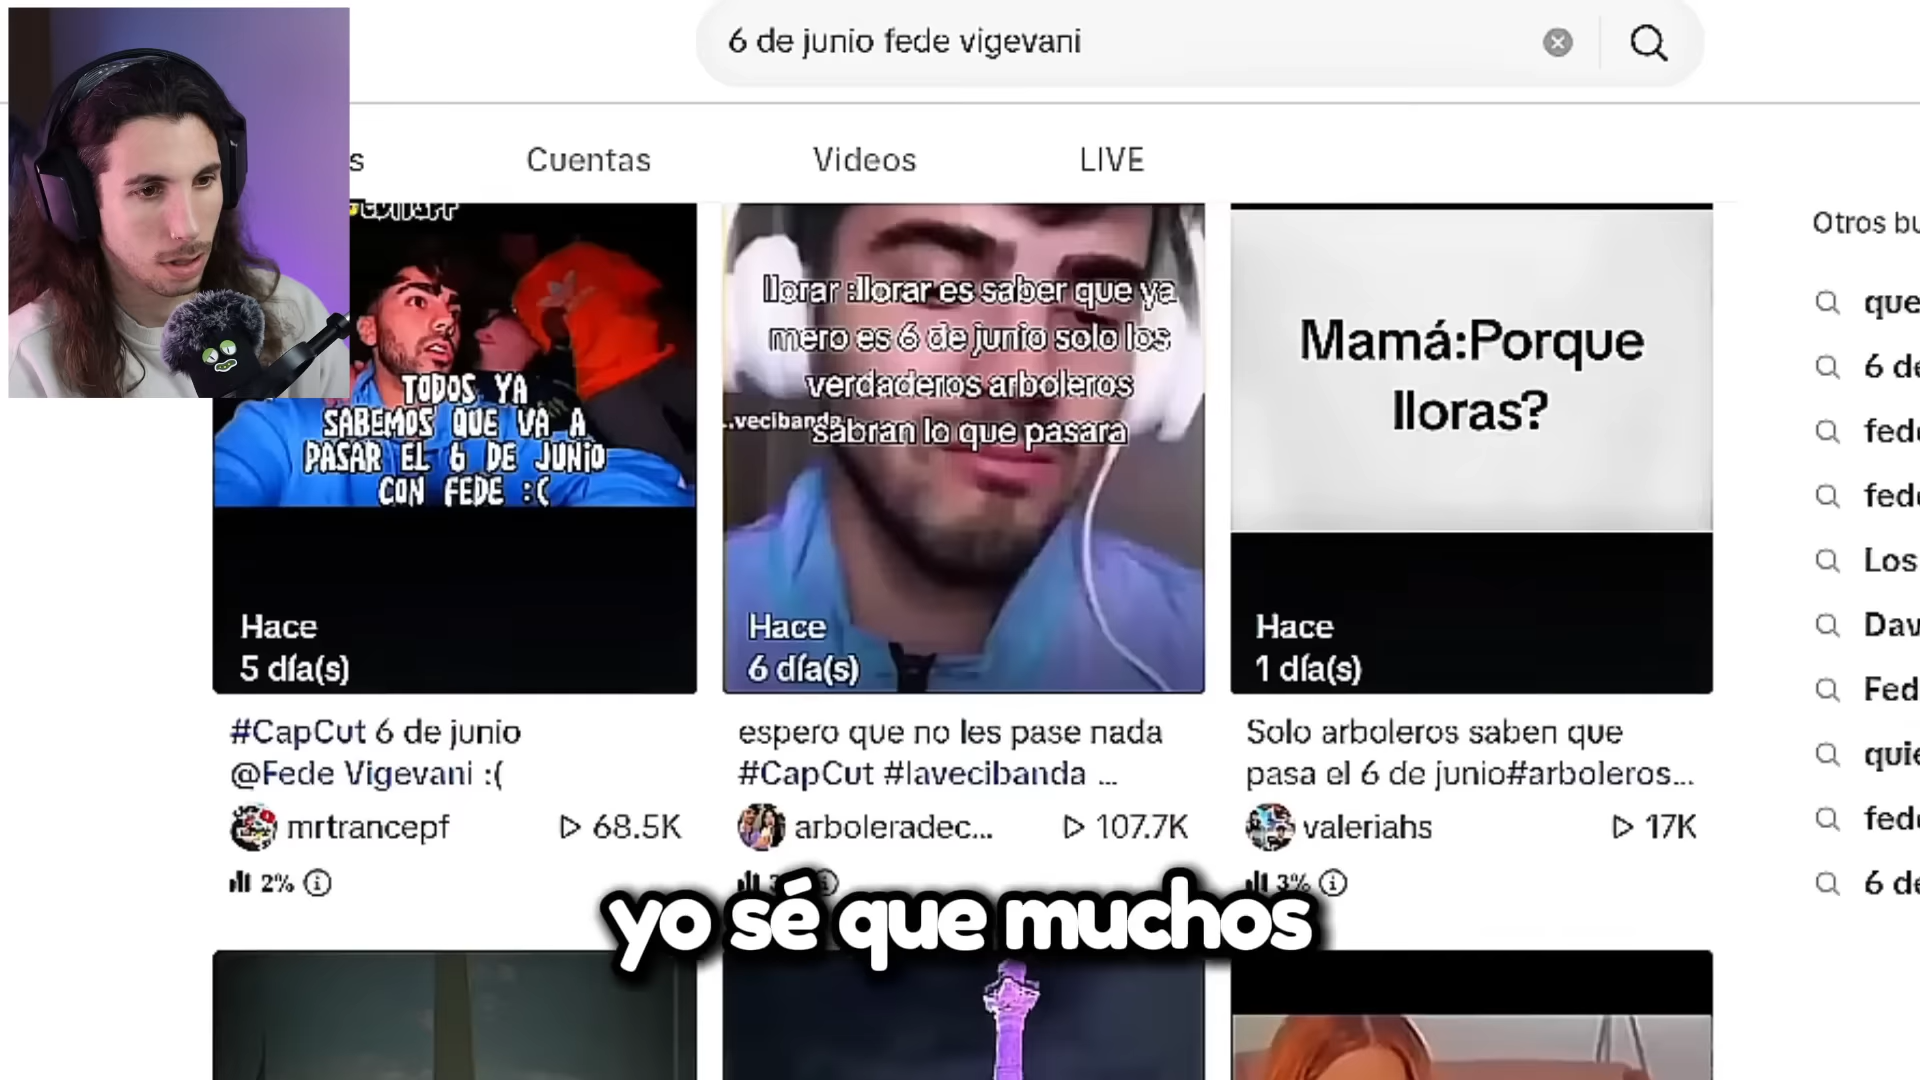 6 de junio fede vigevani
s
Cuentas
Videos
LIVE
TODOS YA
SABEMOS QUE VA A
PASAR EL 6 DE JUNIO
CON FEDE :(
Hace
5 día(s)
llorar :llorar es saber que ya
mero es 6 de junio solo los
verdaderos arboleros
sabran lo que pasara
..vecibanda
Hace
6 día(s)
Mamá:Porque
lloras?
Hace
1 día(s)
#CapCut 6 de junio
@Fede Vigevani :(
mrtrancepf
68.5K
2%
espero que no les pase nada
#CapCut #lavecibanda ...
arboleradec...
107.7K
Solo arboleros saben que
pasa el 6 de junio#arboleros...
valeriahs
17K
3%
yo sé que muchos
Otros bu
que
6 de
fede
fede
Los
Dav
Fed
quie
fede
6 de